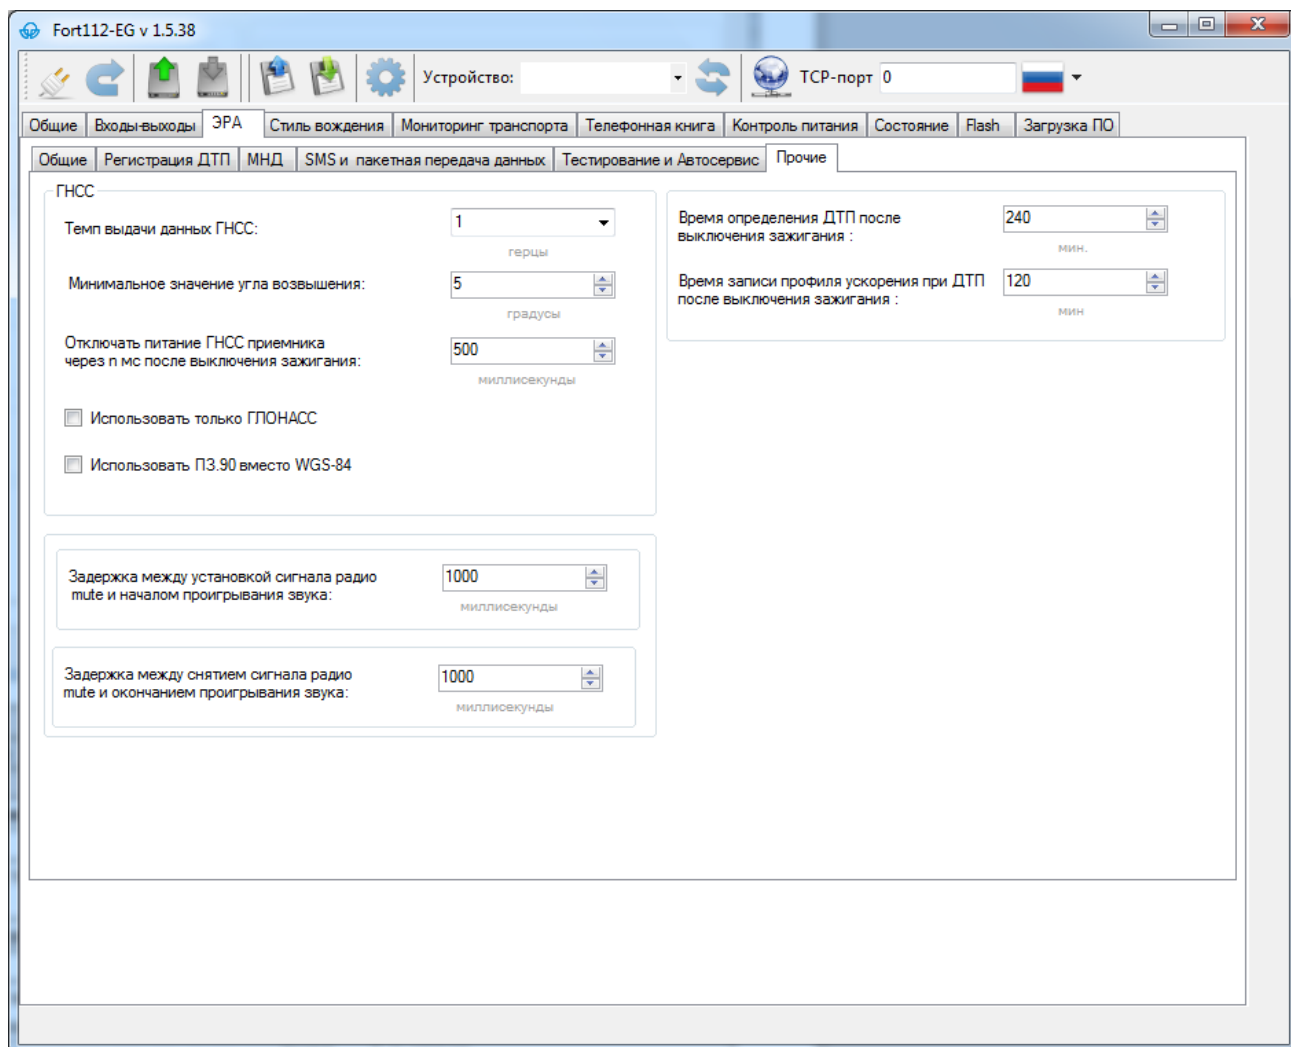 Fort112-EG v 1.5.38
Устройство:
TCP-порт 0
Общие Входы-выходы ЭРА Стиль вождения Мониторинг транспорта Телефонная книга Контроль питания Состояние Flash Загрузка ПО
Общие Регистрация ДТП МНД SMS и пакетная передача данных Тестирование и Автосервис Прочие
ГНСС
Темп выдачи данных ГНСС:
1
герцы
Минимальное значение угла возвышения:
5
градусы
Отключать питание ГНСС приемника
через n мс после выключения зажигания:
500
миллисекунды
Использовать только ГЛОНАСС
Использовать ПЗ.90 вместо WGS-84
Задержка между установкой сигнала радио
mute и началом проигрывания звука:
1000
миллисекунды
Задержка между снятием сигнала радио
mute и окончанием проигрывания звука:
1000
миллисекунды
Время определения ДТП после
выключения зажигания :
240
мин.
Время записи профиля ускорения при ДТП
после выключения зажигания :
120
мин